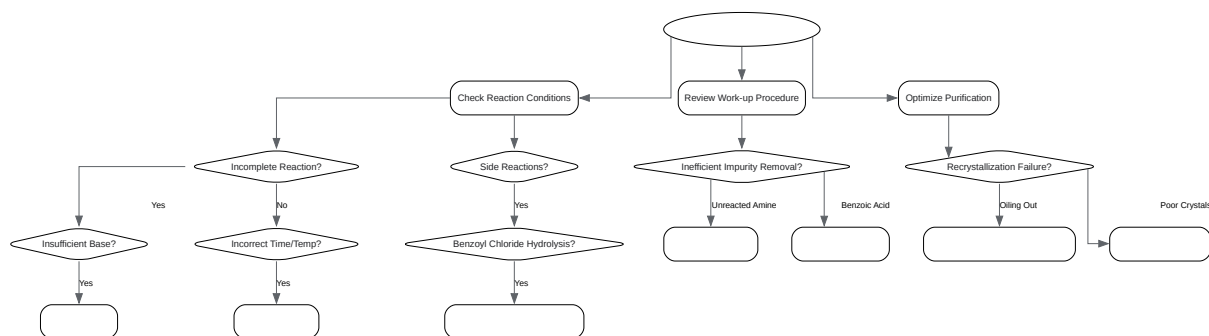 Check Reaction Conditions
Review Work-up Procedure
Optimize Purification
Incomplete Reaction?
Side Reactions?
Inefficient Impurity Removal?
Recrystallization Failure?
Yes
No
Yes
Unreacted Amine
Benzoic Acid
Oiling Out
Poor Crystals
Insufficient Base?
Incorrect Time/Temp?
Benzoyl Chloride Hydrolysis?
Yes
Yes
Yes